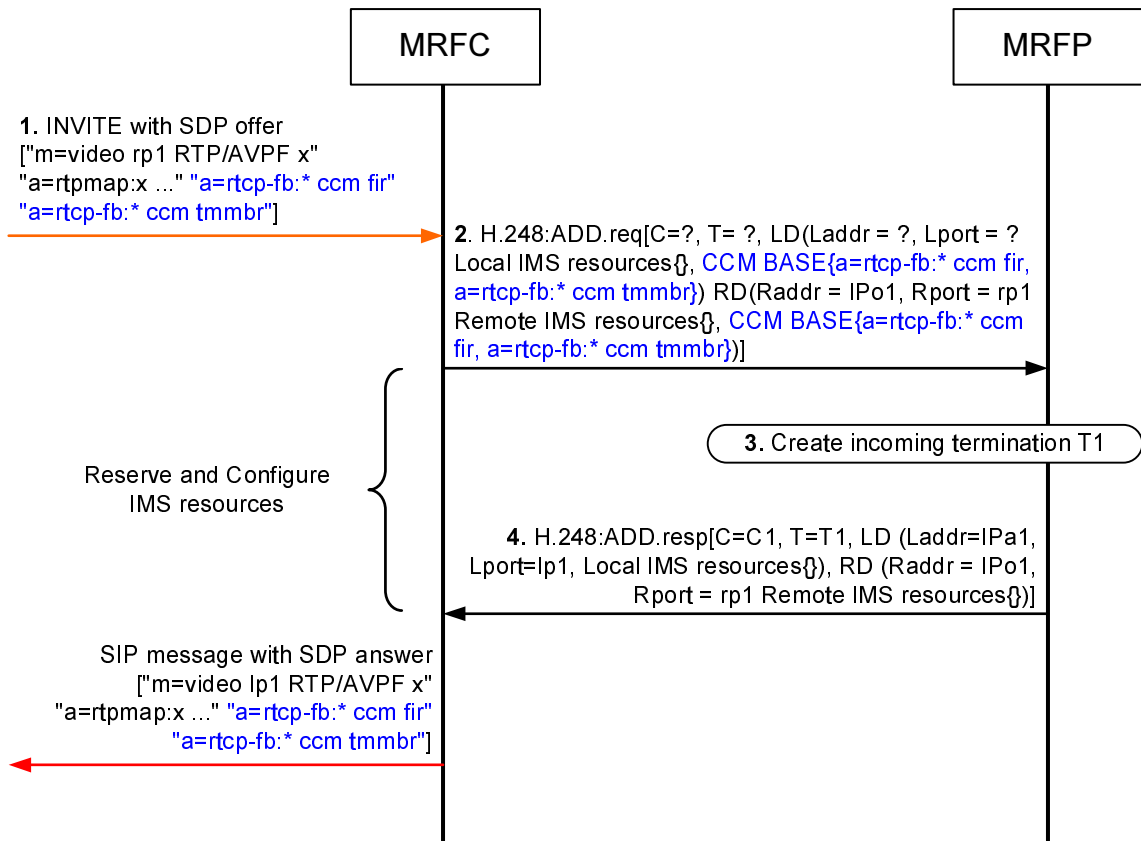 MRFC
MRFP
1. INVITE with SDP offer
["m=video rp1 RTP/AVPF x"
"a=rtpmap:x ..." "a=rtcp-fb:* ccm fir"
"a=rtcp-fb:* ccm tmmbr"]
2. H.248:ADD.req[C=?, T= ?, LD(Laddr = ?, Lport = ?
Local IMS resources{}, CCM BASE{a=rtcp-fb:* ccm fir,
a=rtcp-fb:* ccm tmmbr}) RD(Raddr = IPo1, Rport = rp1
Remote IMS resources{}, CCM BASE{a=rtcp-fb:* ccm
fir, a=rtcp-fb:* ccm tmmbr})]
3. Create incoming termination T1
Reserve and Configure
IMS resources
4. H.248:ADD.resp[C=C1, T=T1, LD (Laddr=IPa1,
Lport=lp1, Local IMS resources{}), RD (Raddr = IPo1,
Rport = rp1 Remote IMS resources{})]
SIP message with SDP answer
["m=video lp1 RTP/AVPF x"
"a=rtpmap:x ..." "a=rtcp-fb:* ccm fir"
"a=rtcp-fb:* ccm tmmbr"]